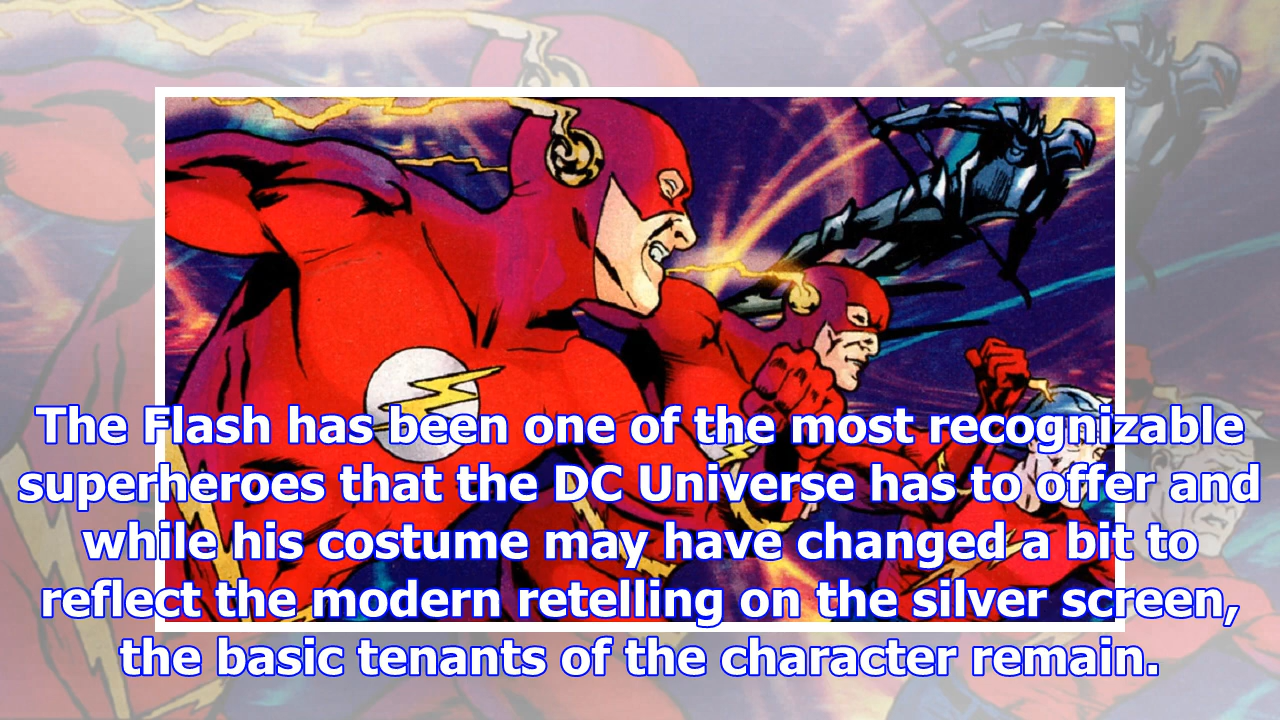 The Flash has been one of the most recognizable
superheroes that the DC Universe has to offer and
while his costume may have changed a bit to
reflect the modern retelling on the silver screen,
the basic tenants of the character remain.